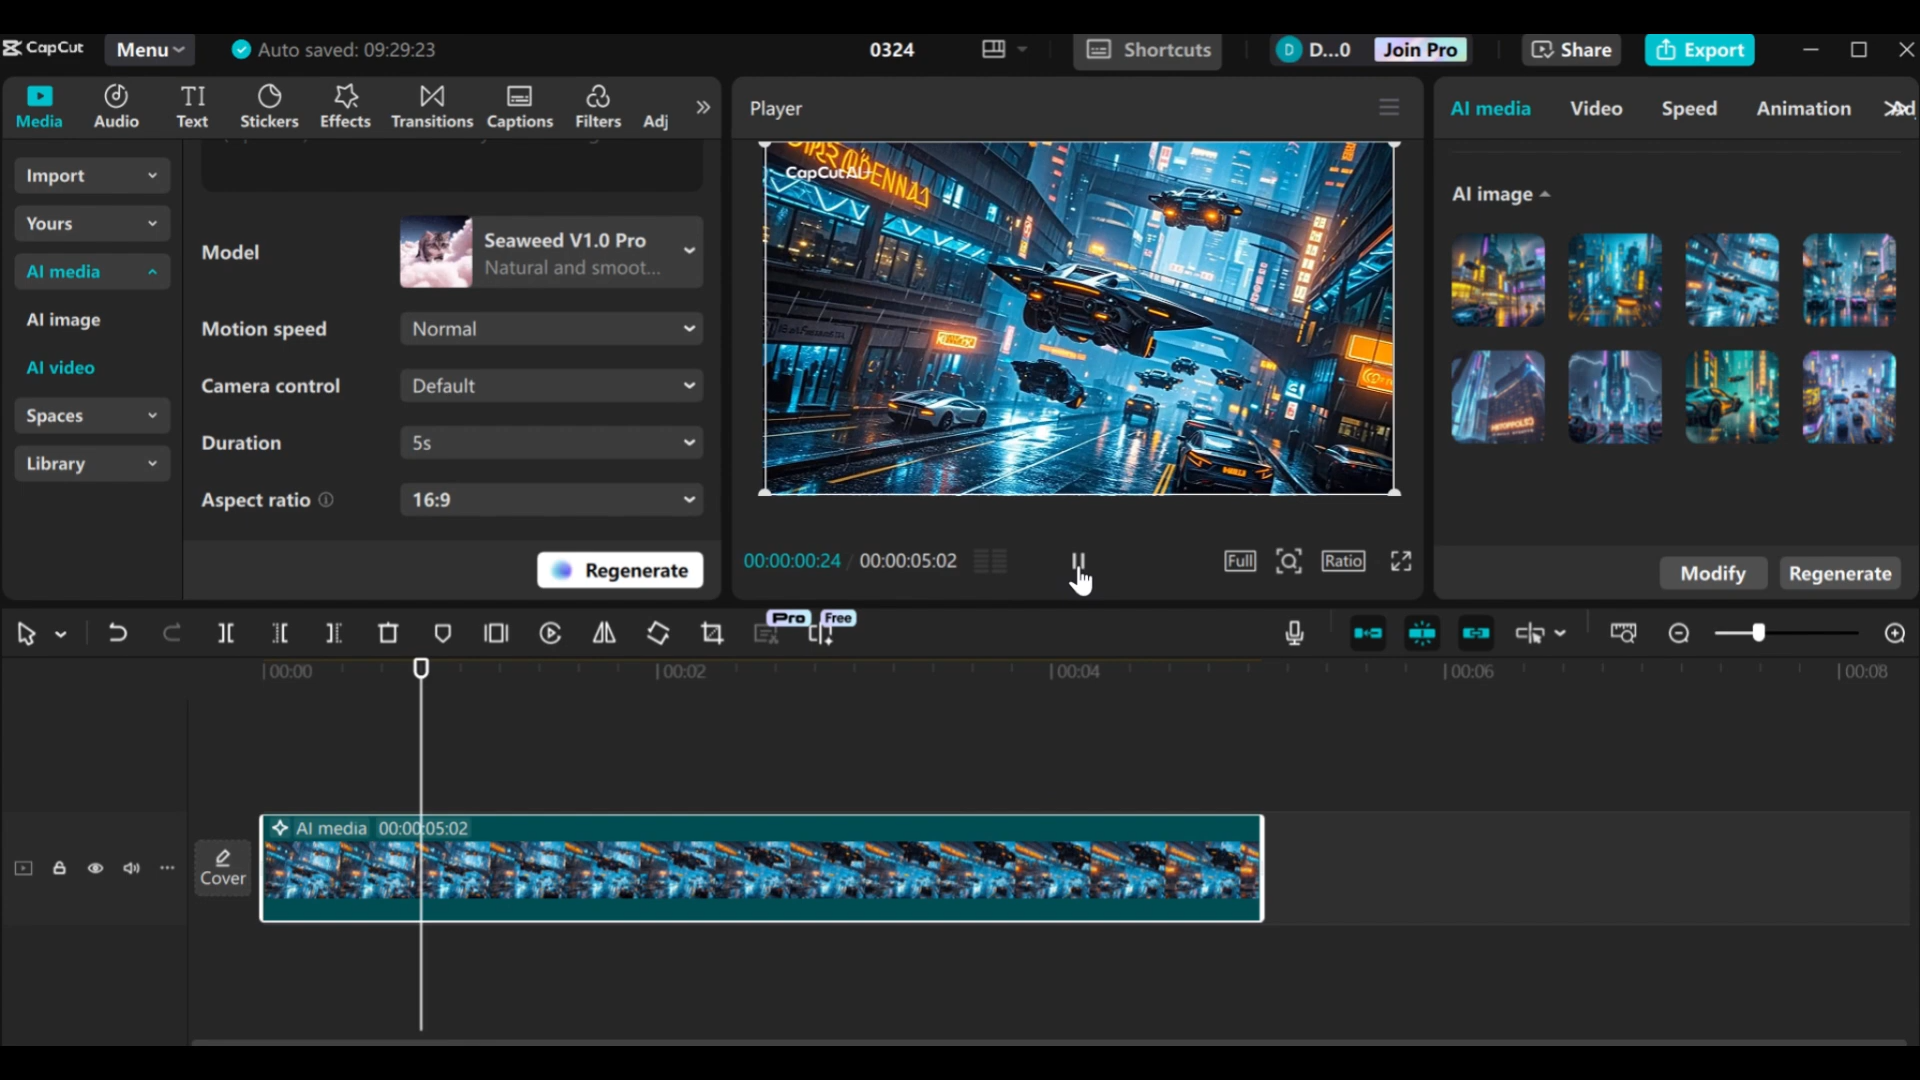 CapCut
Menu
Auto saved: 09:29:23
0324
Shortcuts
D
D...0
Join Pro
Share
Export
Media
Audio
TI
Text
Stickers
Effects
Transitions
Captions
Filters
Adj
Import
Yours
AI media
AI image
AI video
Spaces
Library
Model
Seaweed V1.0 Pro
Natural and smoot...
Motion speed
Normal
Camera control
Default
Duration
5s
Aspect ratio
16:9
Regenerate
Player
CapCut AI
00:00:00:24 / 00:00:05:02
Full
Ratio
AI media
Video
Speed
Animation
Ad
AI image
Modify
Regenerate
Pro
Free
00:00
00:02
00:04
00:06
00:08
AI media 00:00:05:02
Cover